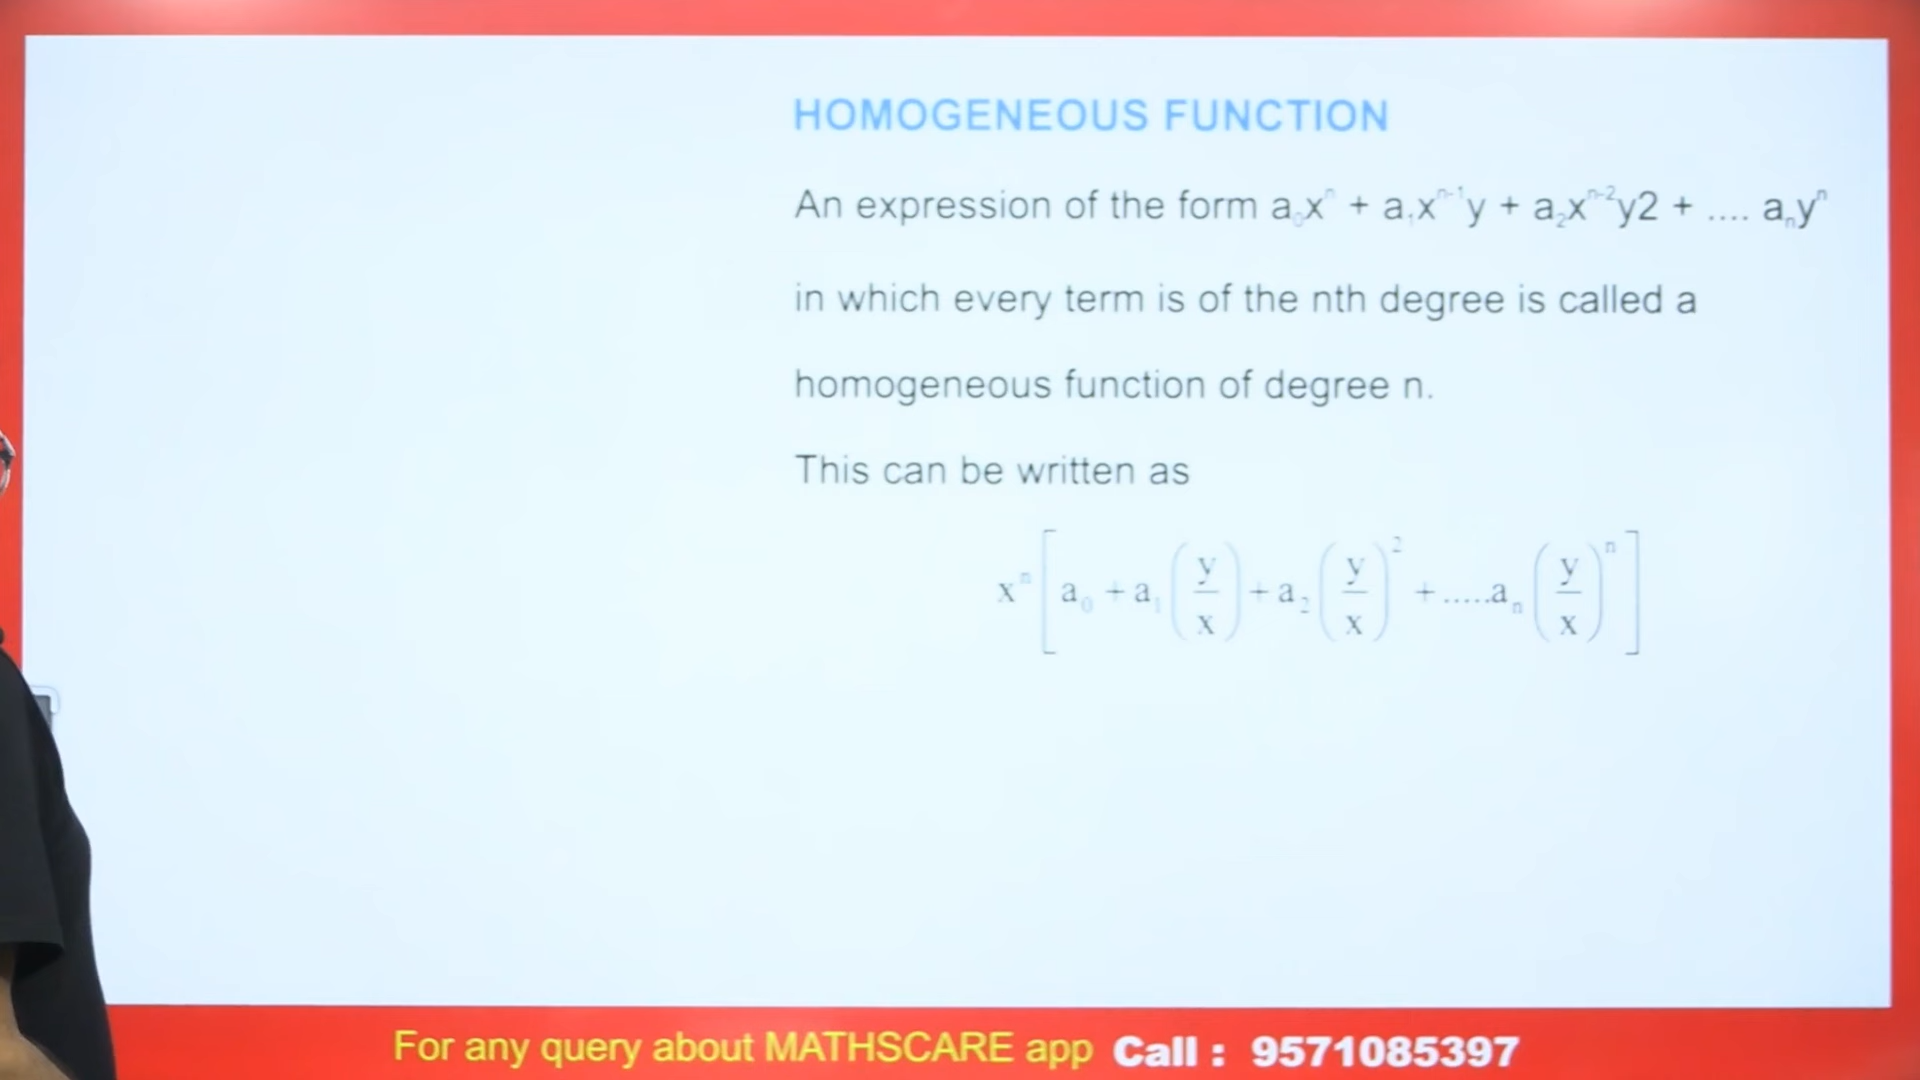 HOMOGENEOUS FUNCTION
An expression of the form a₀xⁿ + a₁xⁿ⁻¹y + a₂xⁿ⁻²y2 + .... aₙyⁿ
in which every term is of the nth degree is called a
homogeneous function of degree n.
This can be written as
xⁿ [ a₀ + a₁ (y/x) + a₂ (y/x)² + .....aₙ (y/x)ⁿ ]
For any query about MATHSCARE app Call : 9571085397